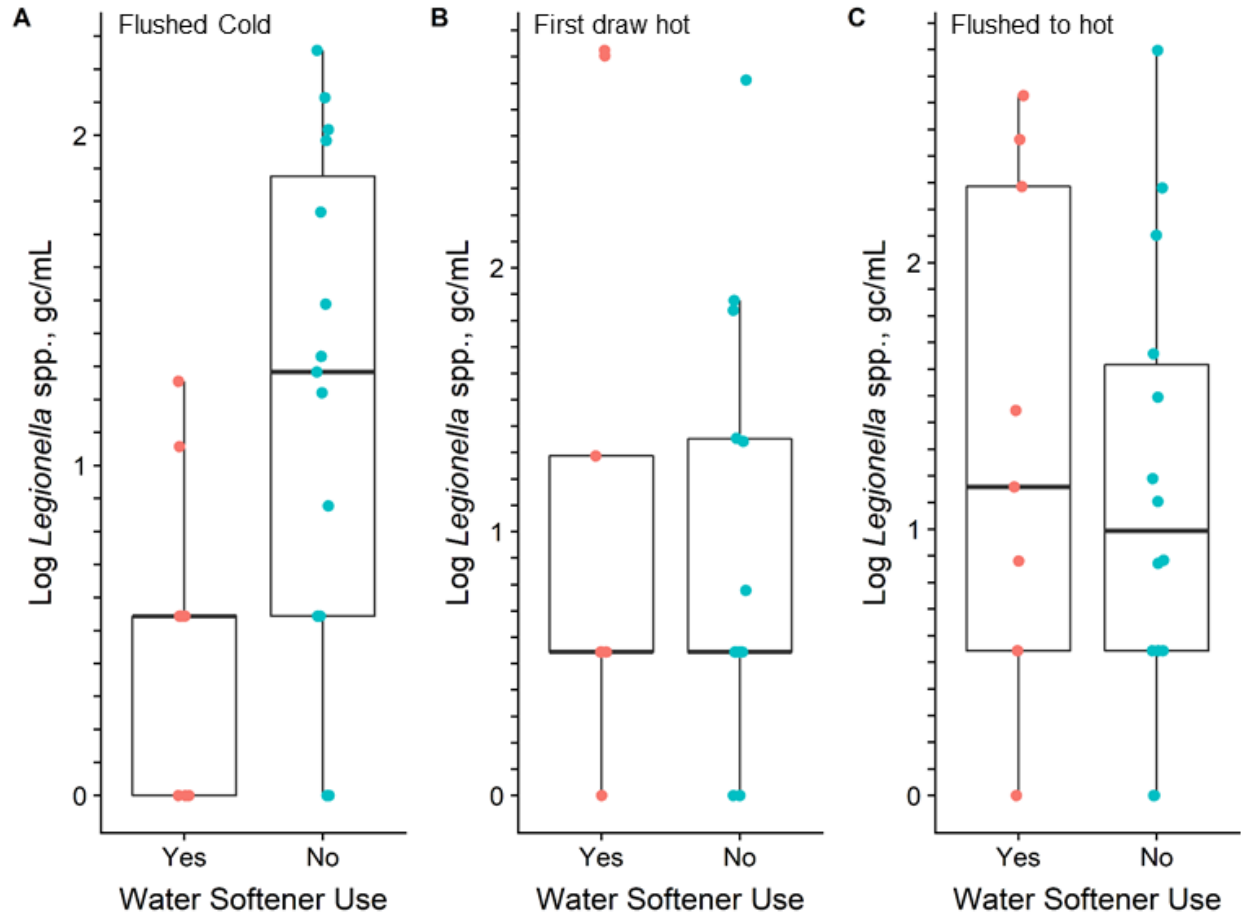 A
Flushed Cold
Log Legionella spp., gc/mL
2
1
0
Yes
No
Water Softener Use
B
First draw hot
Log Legionella spp., gc/mL
2
1
0
Yes
No
Water Softener Use
C
Flushed to hot
Log Legionella spp., gc/mL
2
1
0
Yes
No
Water Softener Use